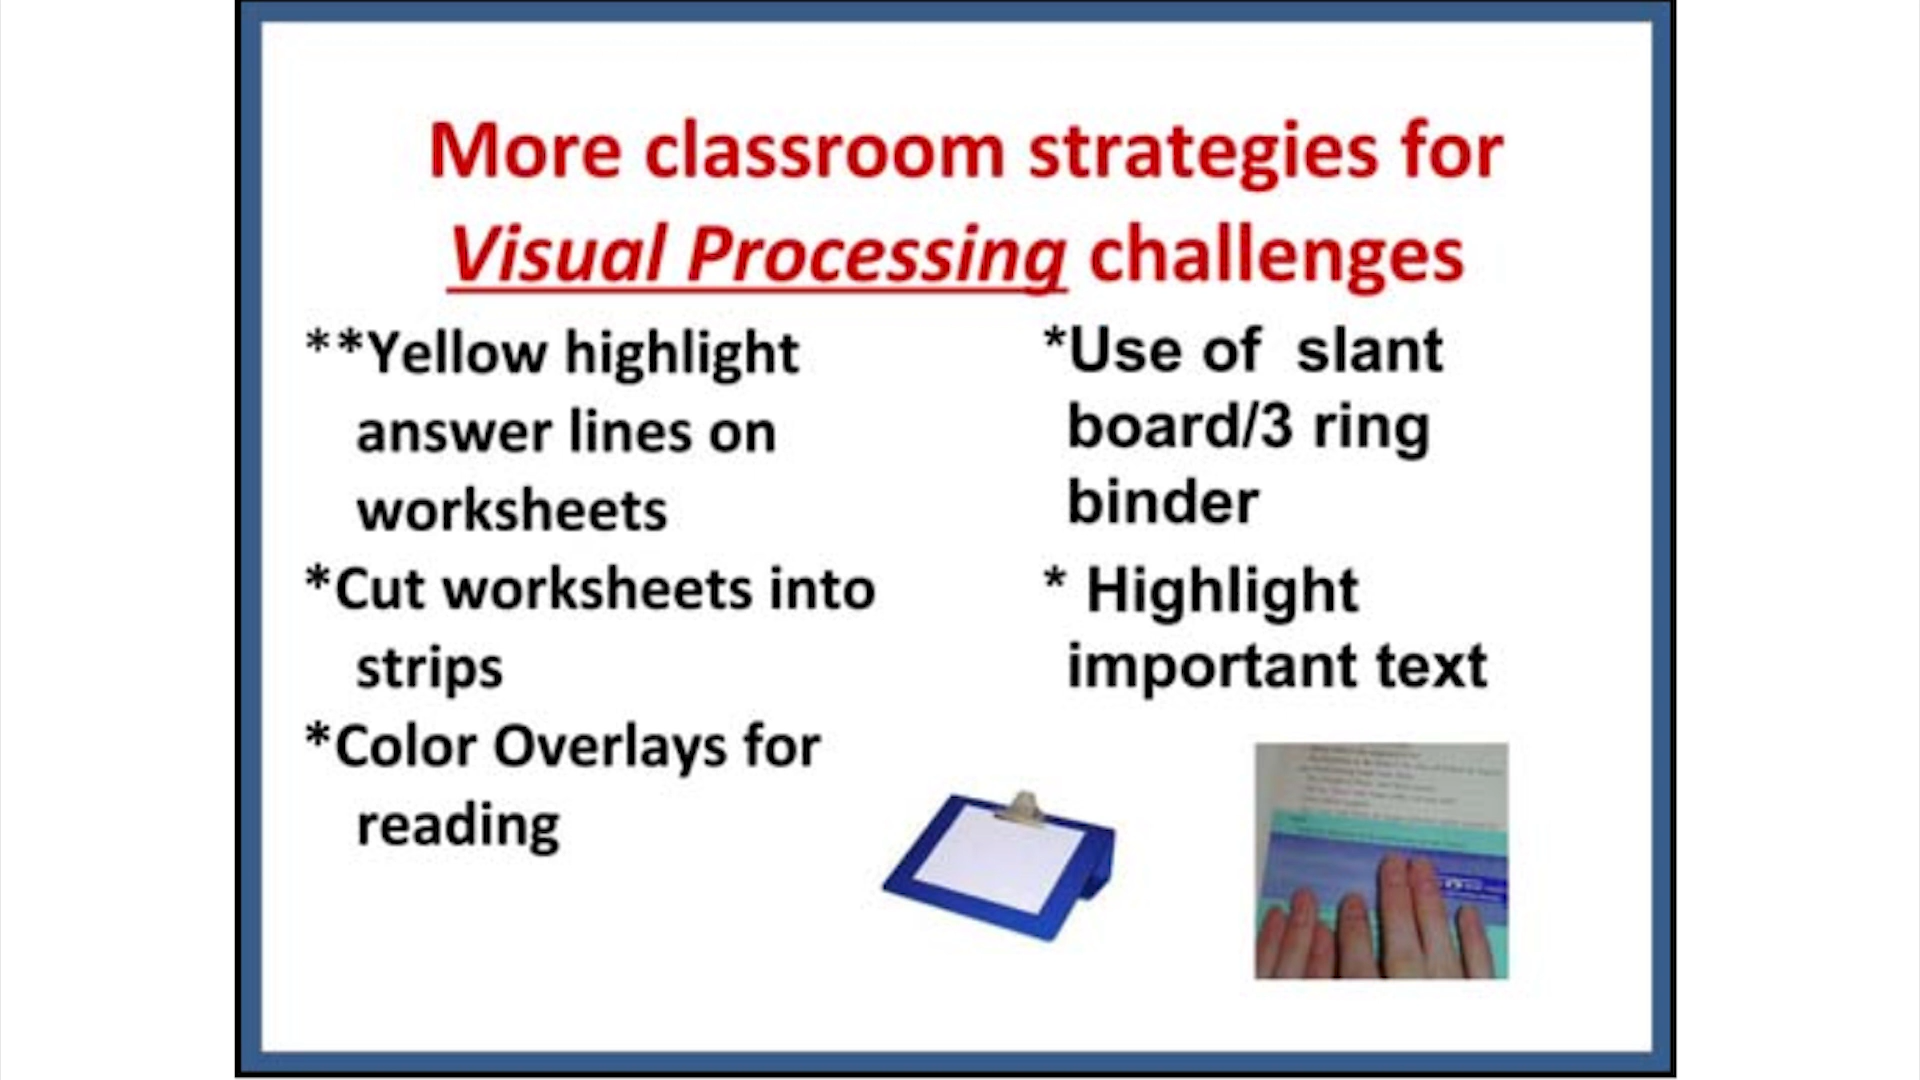 More classroom strategies for
Visual Processing challenges
**Yellow highlight
answer lines on
worksheets
*Cut worksheets into
strips
*Color Overlays for
reading
*Use of  slant
board/3 ring
binder
* Highlight
important text